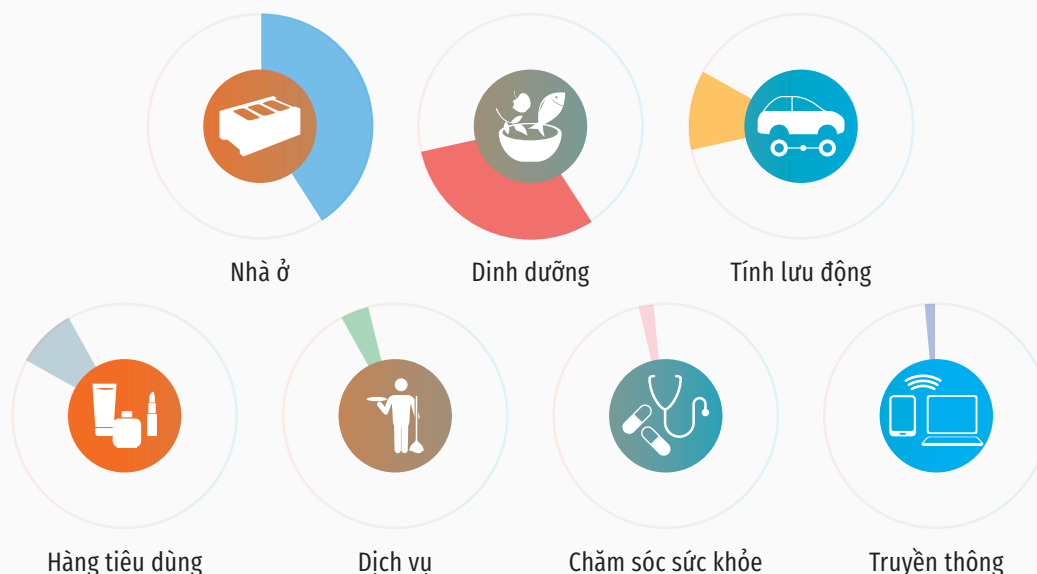 Nhà ở
Dinh dưỡng
Tính lưu động
Hàng tiêu dùng
Dịch vụ
Chăm sóc sức khỏe
Truyền thông